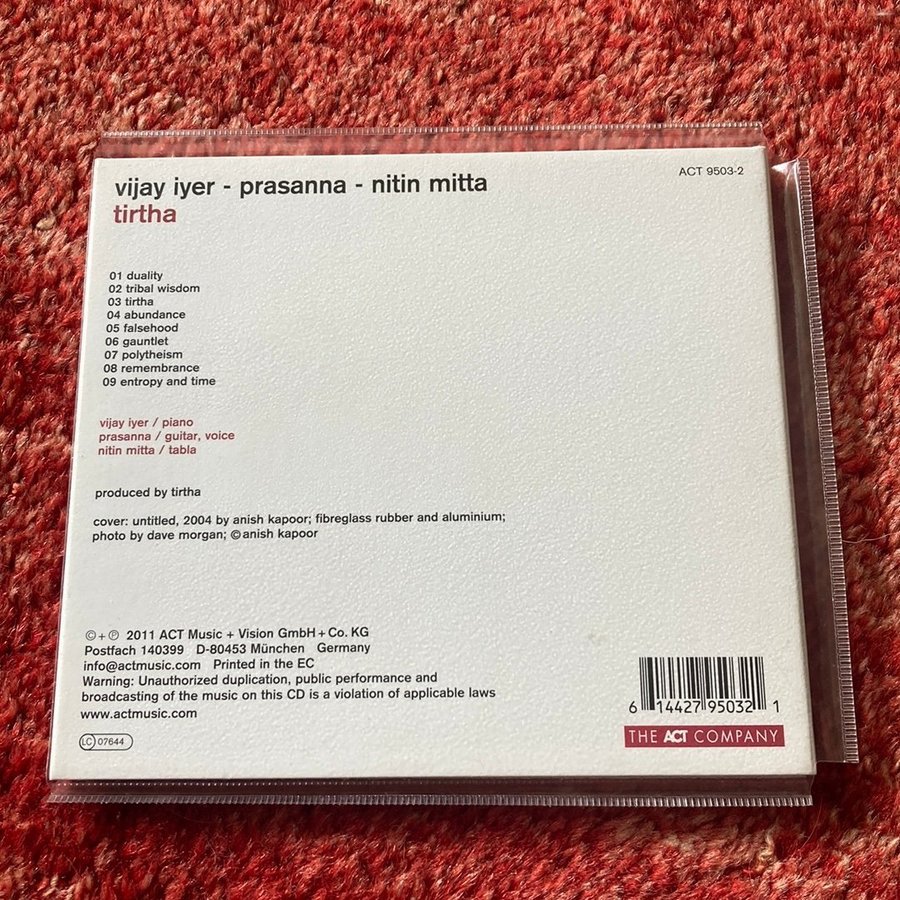 vijay iyer - prasanna - nitin mitta
tirtha
ACT 9503-2
01 duality
02 tribal wisdom
03 tirtha
04 abundance
05 falsehood
06 gauntlet
07 polytheism
08 remembrance
09 entropy and time
vijay iyer / piano
prasanna / guitar, voice
nitin mitta / tabla
produced by tirtha
cover: untitled, 2004 by anish kapoor; fibreglass rubber and aluminium;
photo by dave morgan; © anish kapoor
© + ℗ 2011 ACT Music + Vision GmbH + Co. KG
Postfach 140399 D-80453 München Germany
info@actmusic.com Printed in the EC
Warning: Unauthorized duplication, public performance and
broadcasting of the music on this CD is a violation of applicable laws
www.actmusic.com
LC 07644
6 14427 95032 1
THE ACT COMPANY